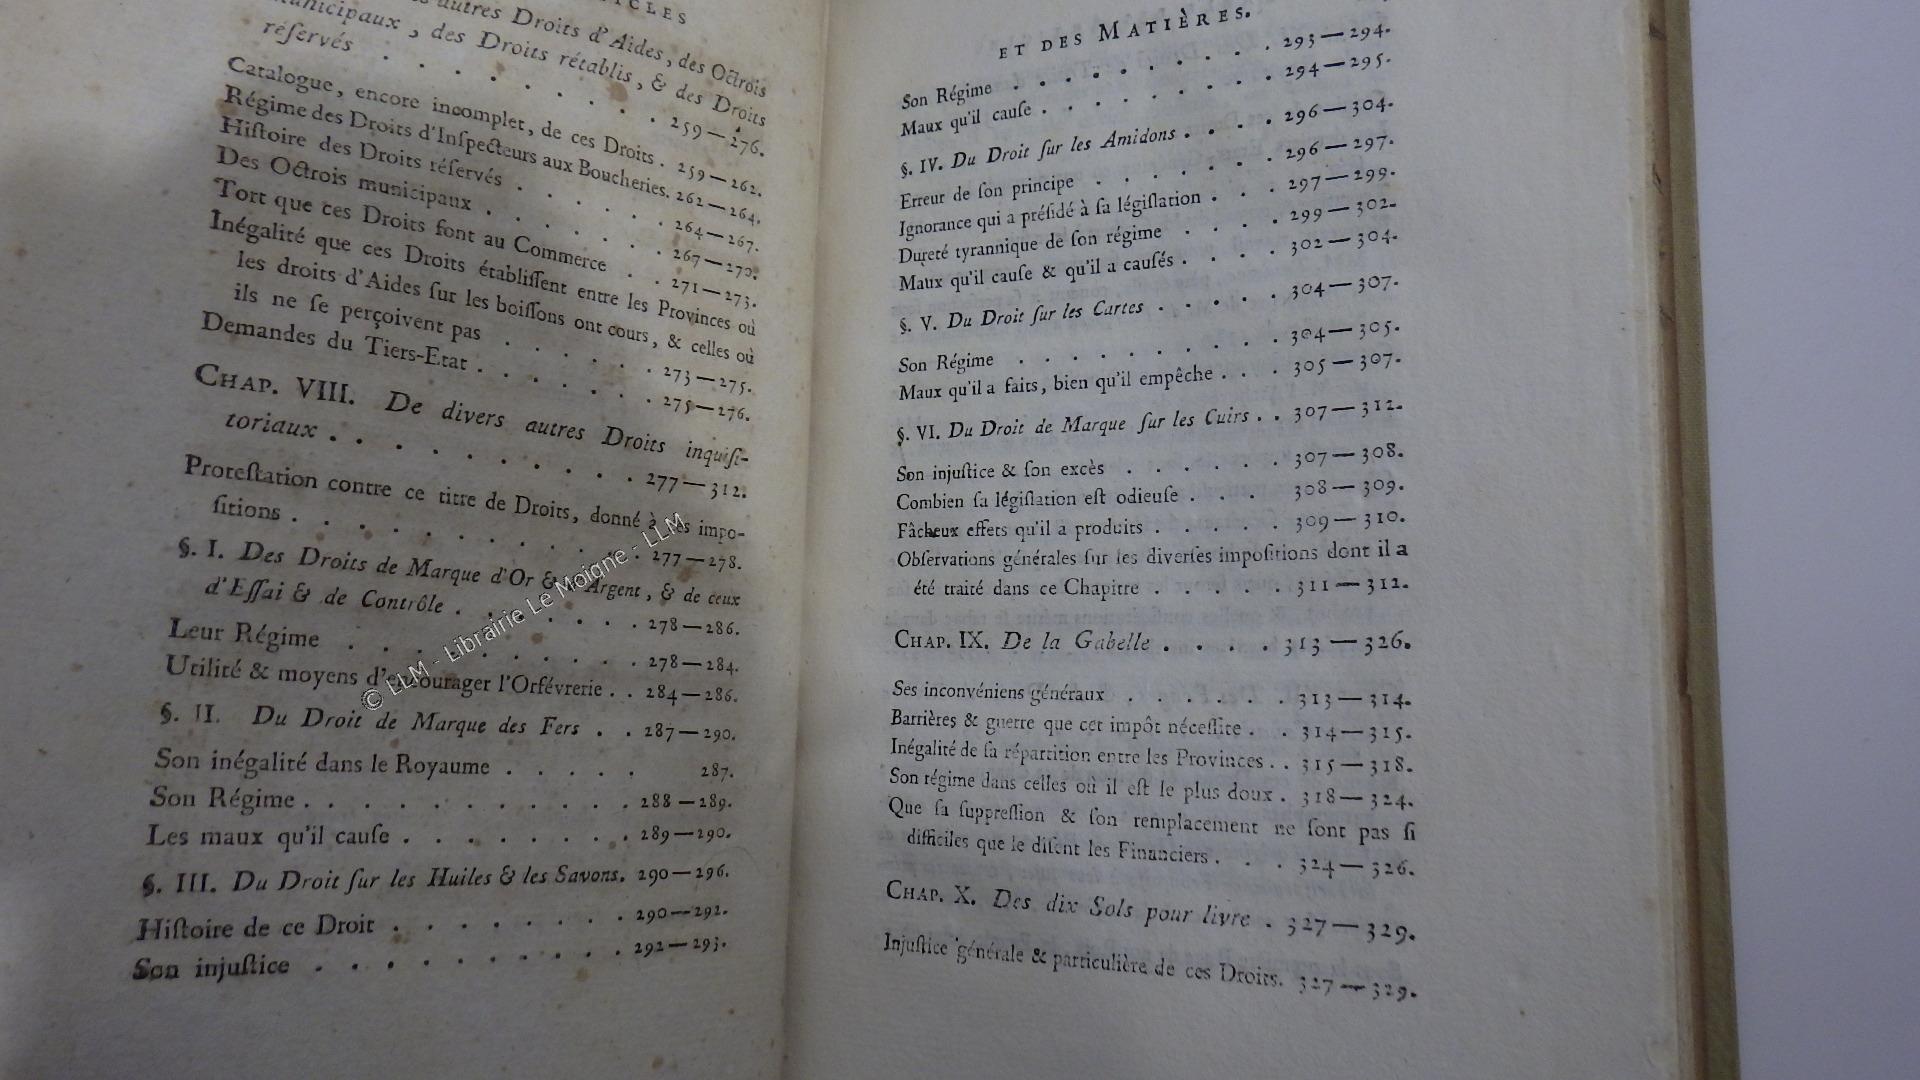 autres Droits d'Aides, des Octrois
municipaux, des Droits rétablis, & des Droits
réſervés . . . . . . . . 259—276.
Catalogue, encore incomplet, de ces Droits. 259—262.
Régime des Droits d'Inſpecteurs aux Boucheries. 262—264.
Hiſtoire des Droits réſervés . . . . . 264—267.
Des Octrois municipaux . . . . . . 267—270.
Tort que ces Droits font au Commerce . . 271—273.
Inégalité que ces Droits établiſſent entre les Provinces où
les droits d'Aides ſur les boiſſons ont cours, & celles où
ils ne ſe perçoivent pas . . . . . . 273—275.
Demandes du Tiers-Etat . . . . . . 275—276.
CHAP. VIII. De divers autres Droits inquiſi-
toriaux . . . . . . . . . 277—312.
Proteſtation contre ce titre de Droits, donné à ces impo-
ſitions . . . . . . . . . 277—278.
§. I. Des Droits de Marque d'Or & d'Argent, & de ceux
d'Eſſai & de Contrôle . . . . . . 278—286.
Leur Régime . . . . . . . . 278—284.
Utilité & moyens d'encourager l'Orfévrerie . . 284—286.
§. II. Du Droit de Marque des Fers . . 287—290.
Son inégalité dans le Royaume . . . . . 287.
Son Régime . . . . . . . . . . 288—289.
Les maux qu'il cauſe . . . . . . . . 289—290.
§. III. Du Droit ſur les Huiles & les Savons. 290—296.
Hiſtoire de ce Droit . . . . . . . 290—292.
Son injuſtice . . . . . . . . . 292—293.
ET DES MATIÈRES.
Son Régime . . . . . . . . . . 293—294.
Maux qu'il cauſe . . . . . . . . . 294—295.
§. IV. Du Droit ſur les Amidons . . . . 296—304.
Erreur de ſon principe . . . . . . . 296—297.
Ignorance qui a préſidé à ſa légiſlation . . . 297—299.
Dureté tyrannique de ſon régime . . . . 299—302.
Maux qu'il cauſe & qu'il a cauſés . . . . 302—304.
§. V. Du Droit ſur les Cartes . . . . . 304—307.
Son Régime . . . . . . . . . . 304—305.
Maux qu'il a faits, bien qu'il empêche . . . 305—307.
§. VI. Du Droit de Marque ſur les Cuirs . . 307—312.
Son injuſtice & ſon excès . . . . . 307—308.
Combien ſa légiſlation eſt odieuſe . . . 308—309.
Fâcheux effets qu'il a produits . . . . . 309—310.
Obſervations générales ſur les diverſes impoſitions dont il a
été traité dans ce Chapitre . . . . . 311—312.
CHAP. IX. De la Gabelle . . . . 313—326.
Ses inconvéniens généraux . . . . . . 313—314.
Barrières & guerre que cet impôt néceſſite . . 314—315.
Inégalité de ſa répartition entre les Provinces . . 315—318.
Son régime dans celles où il eſt le plus doux . 318—324.
Que ſa ſuppreſſion & ſon remplacement ne ſont pas ſi
difficiles que le diſent les Financiers . . . 324—326.
CHAP. X. Des dix Sols pour livre . 327—329.
Injuſtice générale & particulière de ces Droits. 327—329.
© LLM - Librairie Le Moigne - LLM